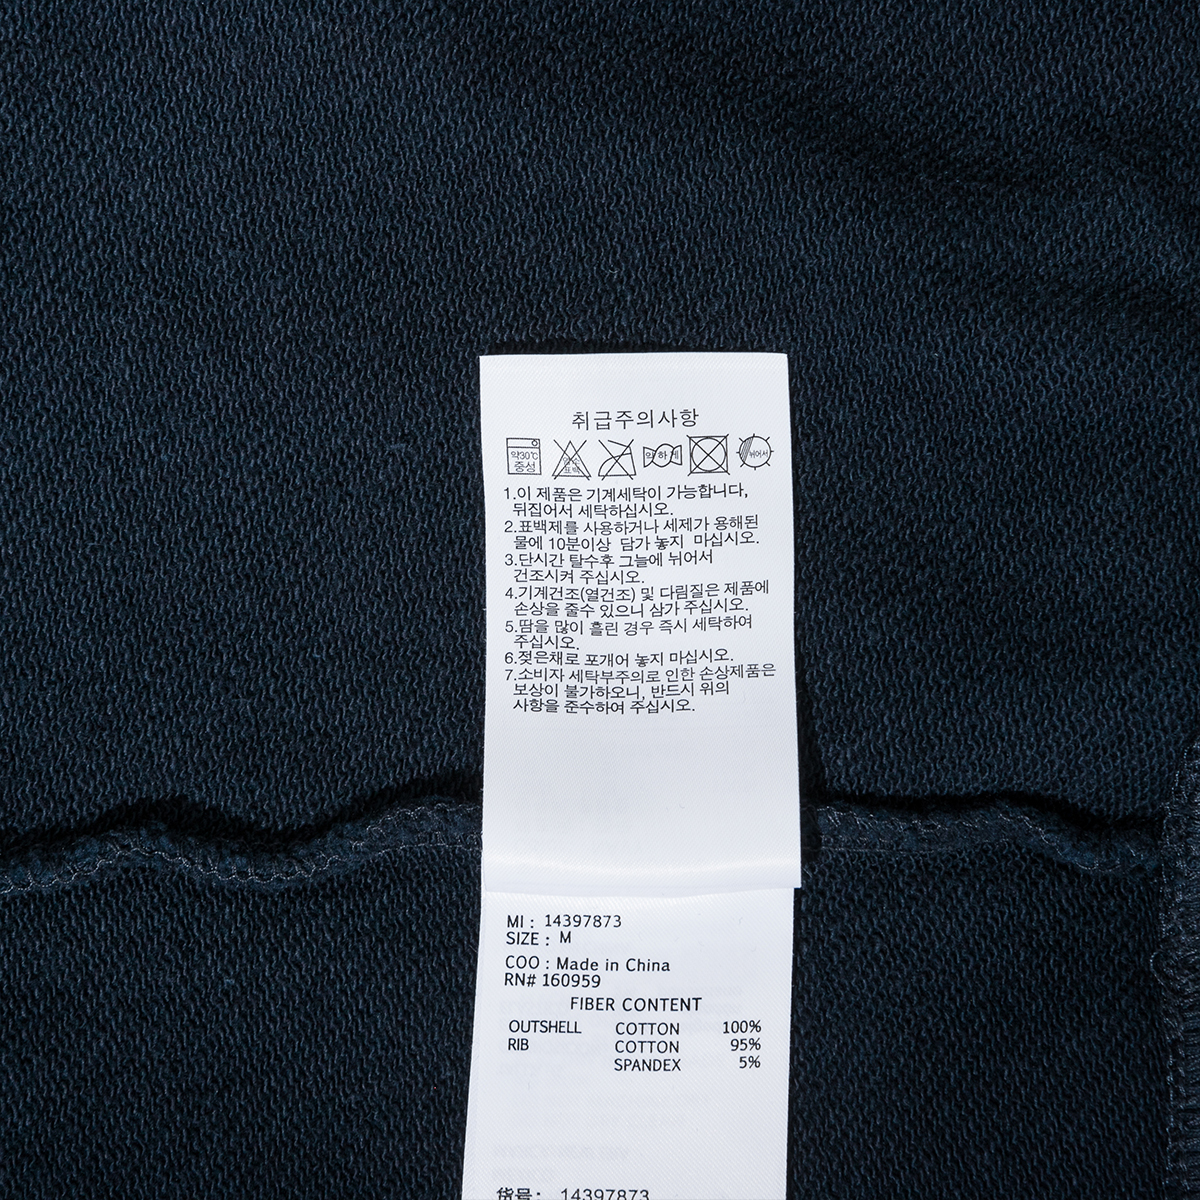 취급주의사항
약30℃ 중성 염소 표백 약하게 뉘어서
1.이 제품은 기계세탁이 가능합니다,
뒤집어서 세탁하십시오.
2.표백제를 사용하거나 세제가 용해된
물에 10분이상 담가 놓지 마십시오.
3.단시간 탈수후 그늘에 뉘어서
건조시켜 주십시오.
4.기계건조(열건조) 및 다림질은 제품에
손상을 줄수 있으니 삼가 주십시오.
5.땀을 많이 흘린 경우 즉시 세탁하여
주십시오.
6.젖은채로 포개어 놓지 마십시오.
7.소비자 세탁부주의로 인한 손상제품은
보상이 불가하오니, 반드시 위의
사항을 준수하여 주십시오.
MI : 14397873
SIZE : M
COO : Made in China
RN# 160959
FIBER CONTENT
OUTSHELL COTTON 100%
RIB COTTON 95%
SPANDEX 5%
货号: 14397873